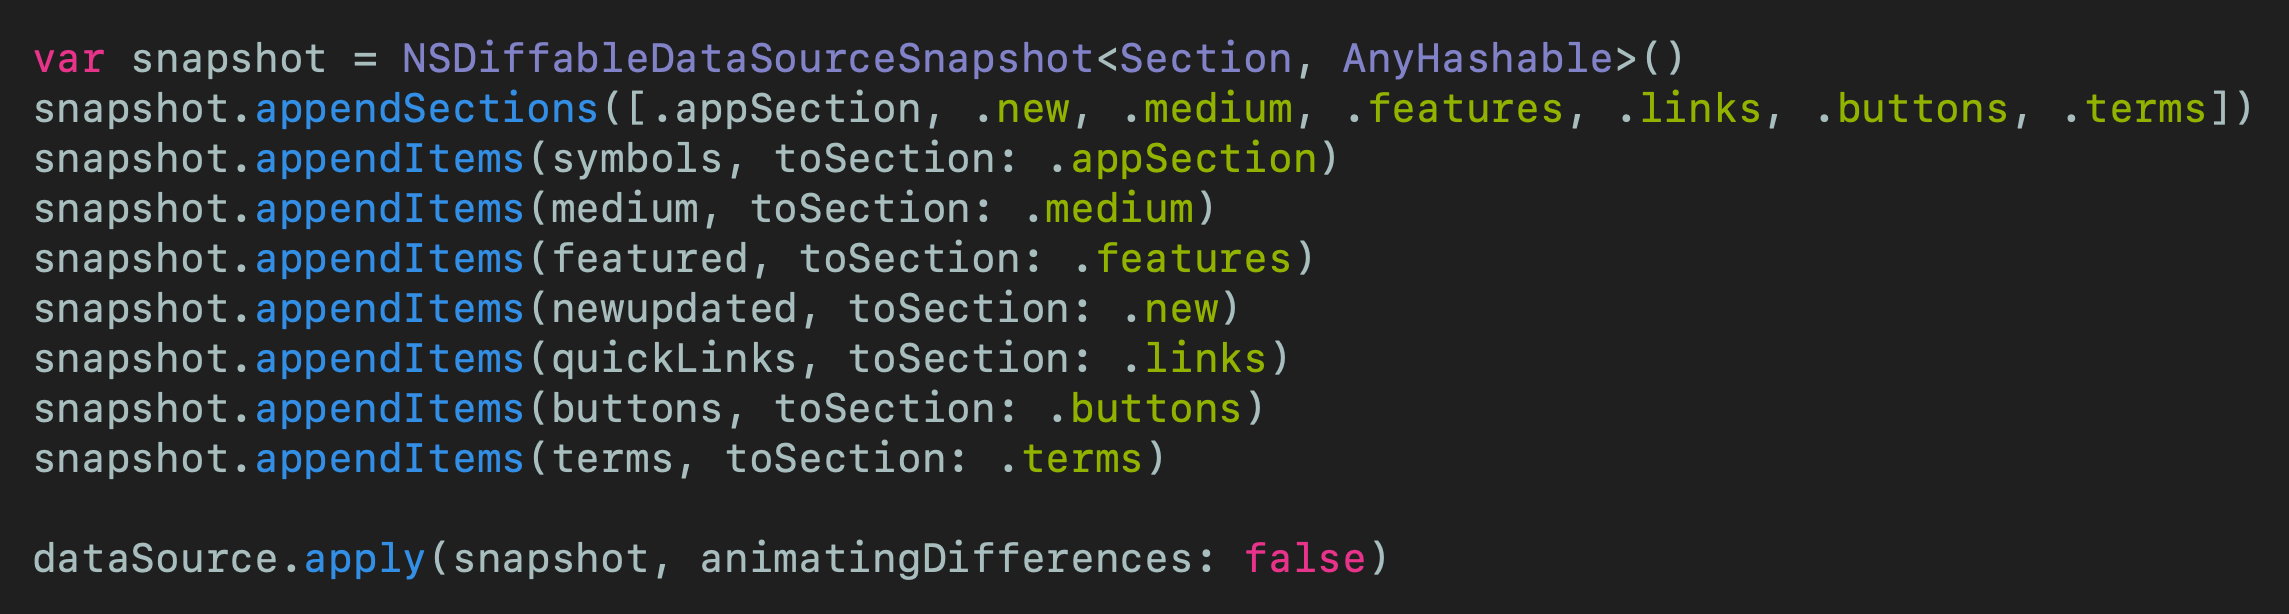 var snapshot = NSDiffableDataSourceSnapshot<Section, AnyHashable>()
snapshot.appendSections([.appSection, .new, .medium, .features, .links, .buttons, .terms])
snapshot.appendItems(symbols, toSection: .appSection)
snapshot.appendItems(medium, toSection: .medium)
snapshot.appendItems(featured, toSection: .features)
snapshot.appendItems(newupdated, toSection: .new)
snapshot.appendItems(quickLinks, toSection: .links)
snapshot.appendItems(buttons, toSection: .buttons)
snapshot.appendItems(terms, toSection: .terms)
dataSource.apply(snapshot, animatingDifferences: false)